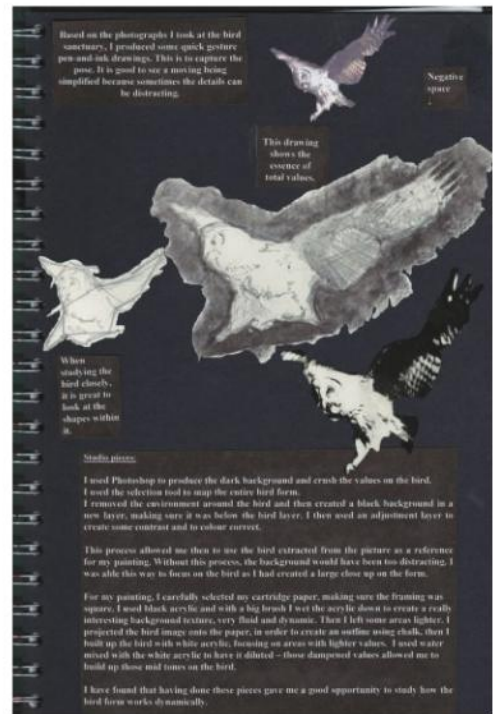 Based on the photographs I took at the bird
sanctuary, I produced some quick gesture
pen-and-ink drawings. This is to capture the
pose. It is good to see a moving being
simplified because sometimes the details can
be distracting.
Negative
space
.
This drawing
shows the
essence of
total values.
When
studying the
bird closely,
it is great to
look at the
shapes within
it.
Studio pieces:
I used Photoshop to produce the dark background and crush the values on the bird.
I used the selection tool to snap the entire bird form.
I removed the environment around the bird and then created a black background in a
new layer, making sure it was below the bird layer. I then used an adjustment layer to
create some contrast and to colour correct.
This process allowed me then to use the bird extracted from the picture as a reference
for my painting. Without this process, the background would have been too distracting. I
was able this way to focus on the bird as I had created a large close up on the form.
For my painting, I carefully selected my cartridge paper, making sure the framing was
square. I used black acrylic and with a big brush I wet the acrylic down to create a really
interesting background texture, very fluid and dynamic. Then I left some areas lighter. I
projected the bird image onto the paper, in order to create an outline using chalk, then I
built up the bird with white acrylic, focusing on areas with lighter values. I used water
mixed with the white acrylic to have it diluted – those dampened values allowed me to
build up those mid tones on the bird.
I have found that having done these pieces gave me a good opportunity to study how the
bird form works dynamically.